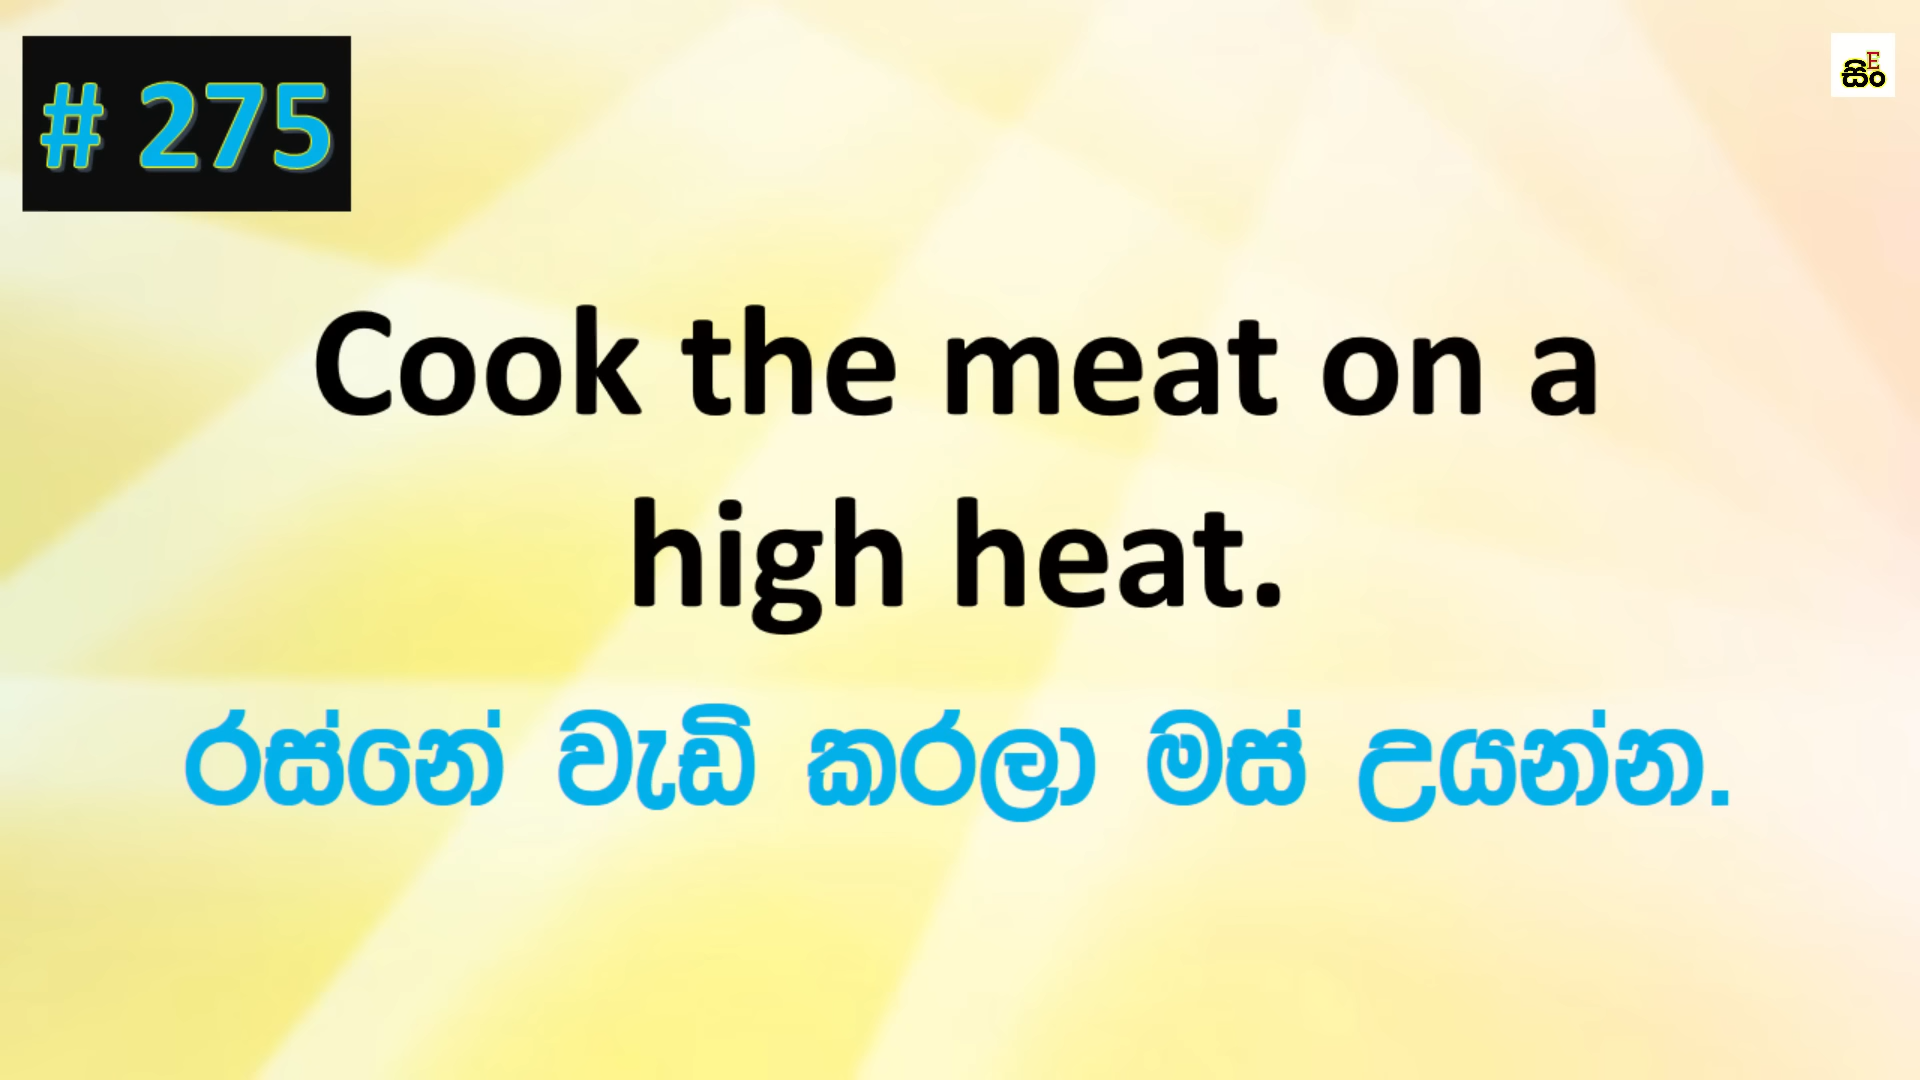 # 275
සිං
E
Cook the meat on a
high heat.
රස්නේ වැඩි කරලා මස් උයන්න.